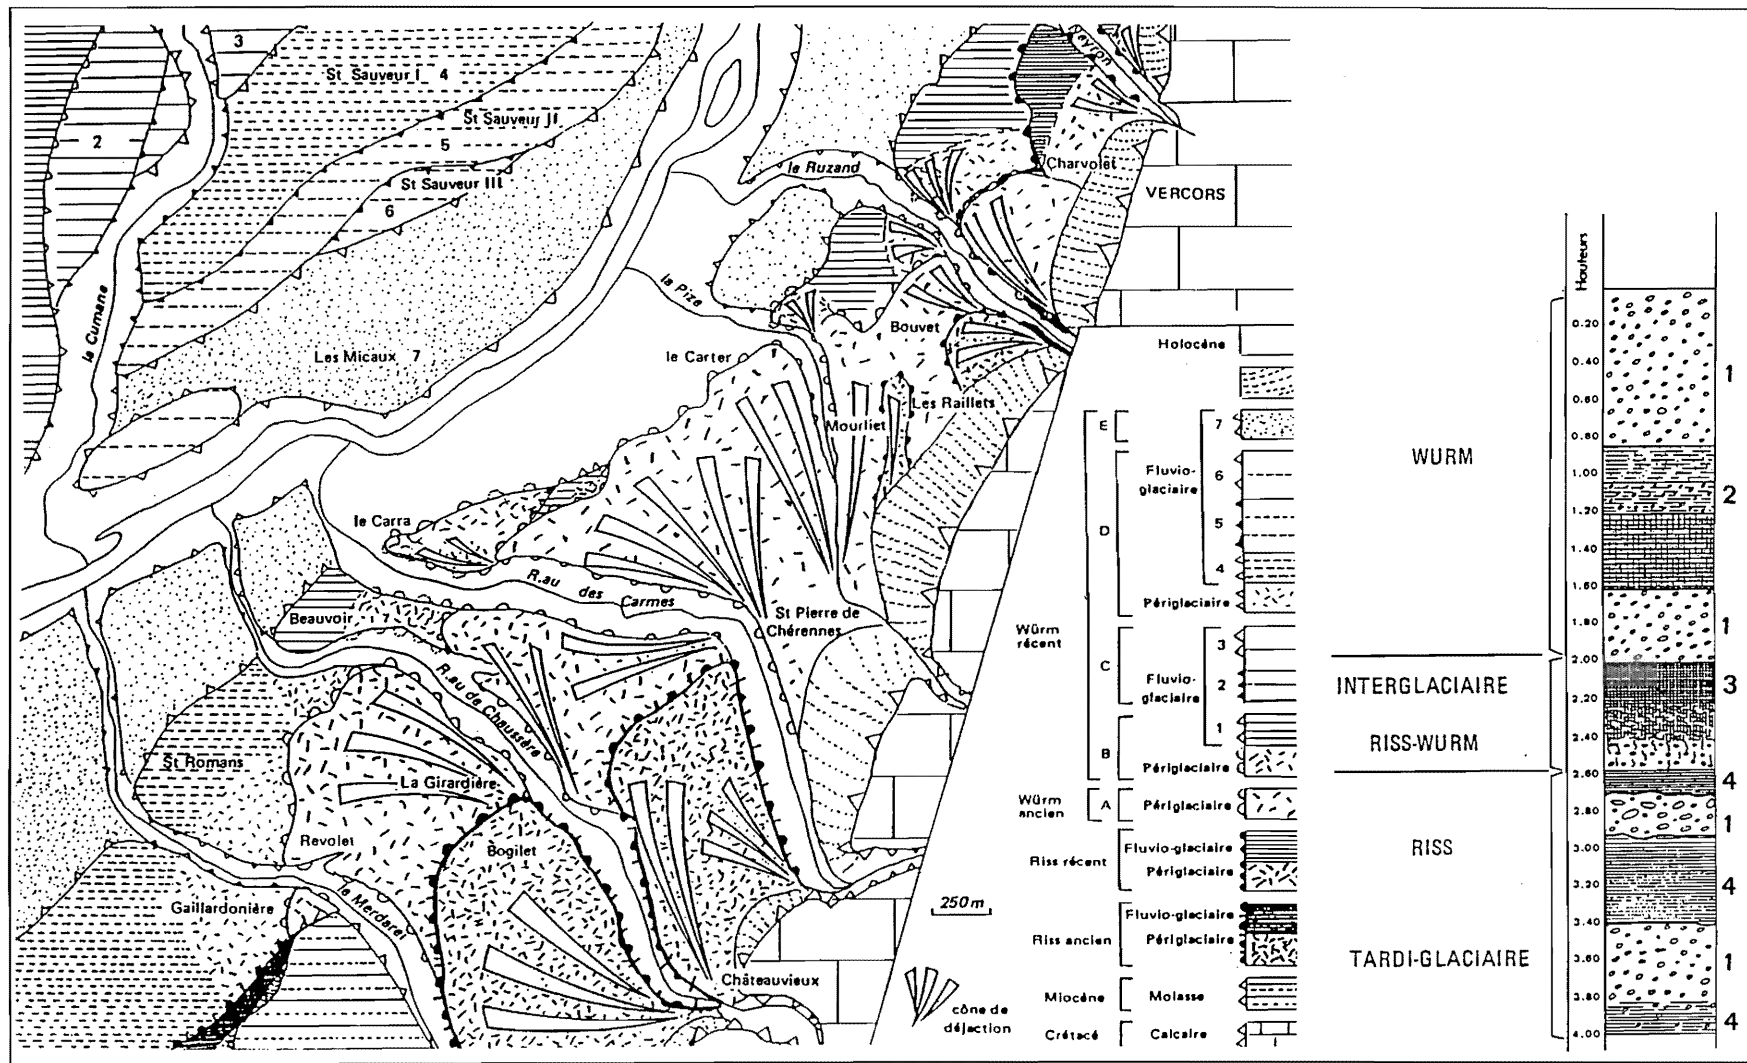 3
St Sauveur I 4
St Sauveur II
2
5
St Sauveur III
6
la Cumane
Les Micaux 7
le Ruzand
Charvolet
VERCORS
la Pize
Bouvet
le Carter
Les Raillets
Mourliet
le Carra
R.au des Carmes
St Pierre de
Chérennes
Beauvoir
R.au de Chaussère
St Romans
La Girardière
Revolet
Bogilet
Gaillardonière
le Merdaret
Châteauvieux
250 m
cône de
déjaction
Holocène
E
7
Fluvio-
glaciaire
6
D
5
4
Périglaciaire
Würm
récent
C
3
Fluvio-
glaciaire
2
B
1
Périglaciaire
Würm
ancien
A
Périglaciaire
Riss récent
Fluvio-glaciaire
Périglaciaire
Riss ancien
Fluvio-glaciaire
Périglaciaire
Miocène
Molasse
Crétacé
Calcaire
Hauteurs
0.20
0.40
0.60
0.80
1.00
1.20
1.40
1.60
1.80
2.00
2.20
2.40
2.60
2.80
3.00
3.20
3.40
3.60
3.80
4.00
WURM
INTERGLACIAIRE
RISS-WURM
RISS
TARDI-GLACIAIRE
1
2
1
3
4
1
4
1
4